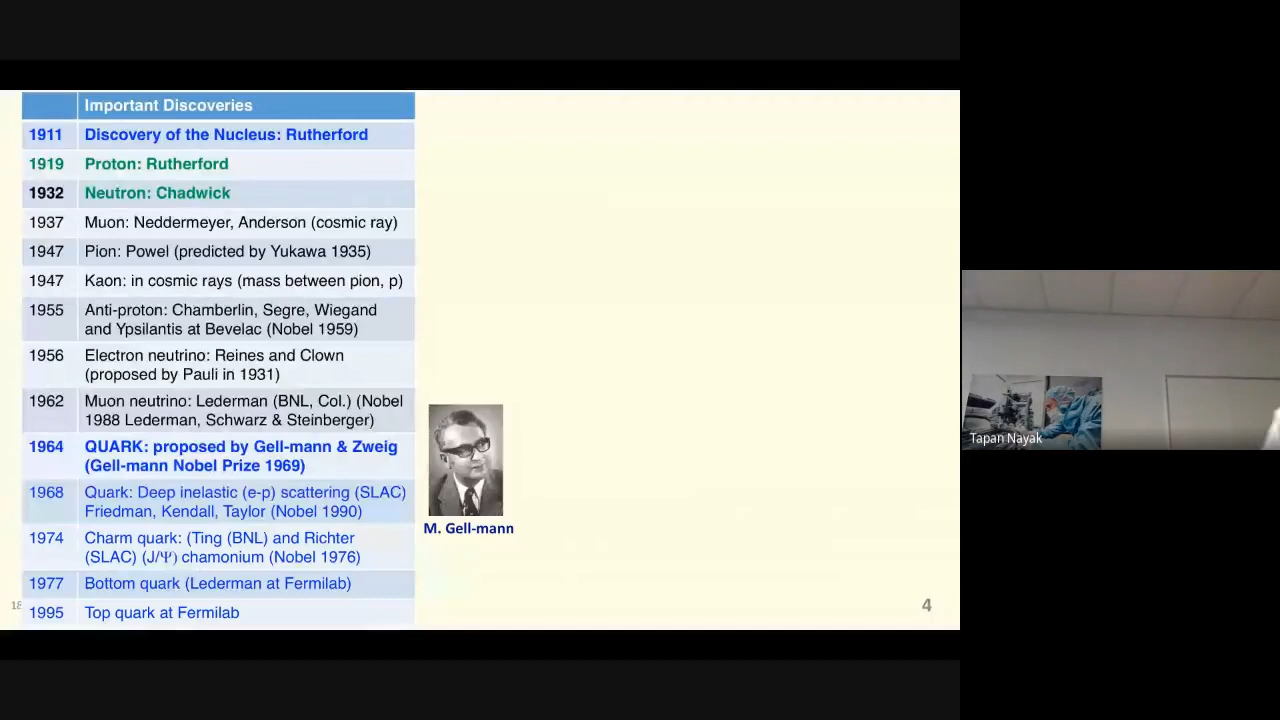 Important Discoveries
1911 Discovery of the Nucleus: Rutherford
1919 Proton: Rutherford
1932 Neutron: Chadwick
1937 Muon: Neddermeyer, Anderson (cosmic ray)
1947 Pion: Powel (predicted by Yukawa 1935)
1947 Kaon: in cosmic rays (mass between pion, p)
1955 Anti-proton: Chamberlin, Segre, Wiegand
and Ypsilantis at Bevelac (Nobel 1959)
1956 Electron neutrino: Reines and Clown
(proposed by Pauli in 1931)
1962 Muon neutrino: Lederman (BNL, Col.) (Nobel
1988 Lederman, Schwarz & Steinberger)
1964 QUARK: proposed by Gell-mann & Zweig
(Gell-mann Nobel Prize 1969)
1968 Quark: Deep inelastic (e-p) scattering (SLAC)
Friedman, Kendall, Taylor (Nobel 1990)
1974 Charm quark: (Ting (BNL) and Richter
(SLAC) (J/Ψ) chamonium (Nobel 1976)
1977 Bottom quark (Lederman at Fermilab)
1995 Top quark at Fermilab
M. Gell-mann
18
4
Tapan Nayak